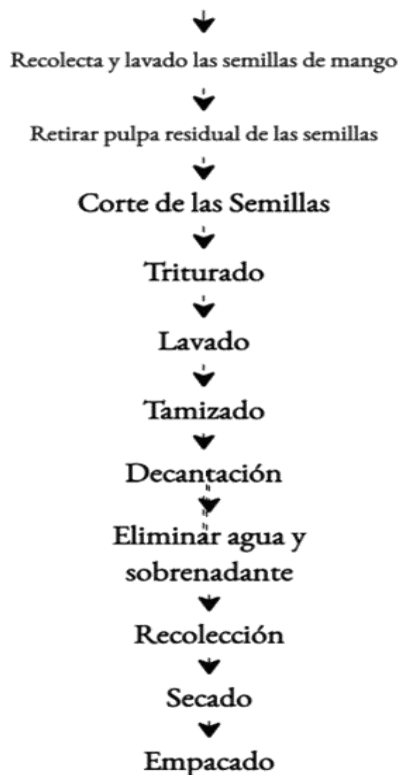 Recolecta y lavado las semillas de mango
Retirar pulpa residual de las semillas
Corte de las Semillas
Triturado
Lavado
Tamizado
Decantación
Eliminar agua y
sobrenadante
Recolección
Secado
Empacado